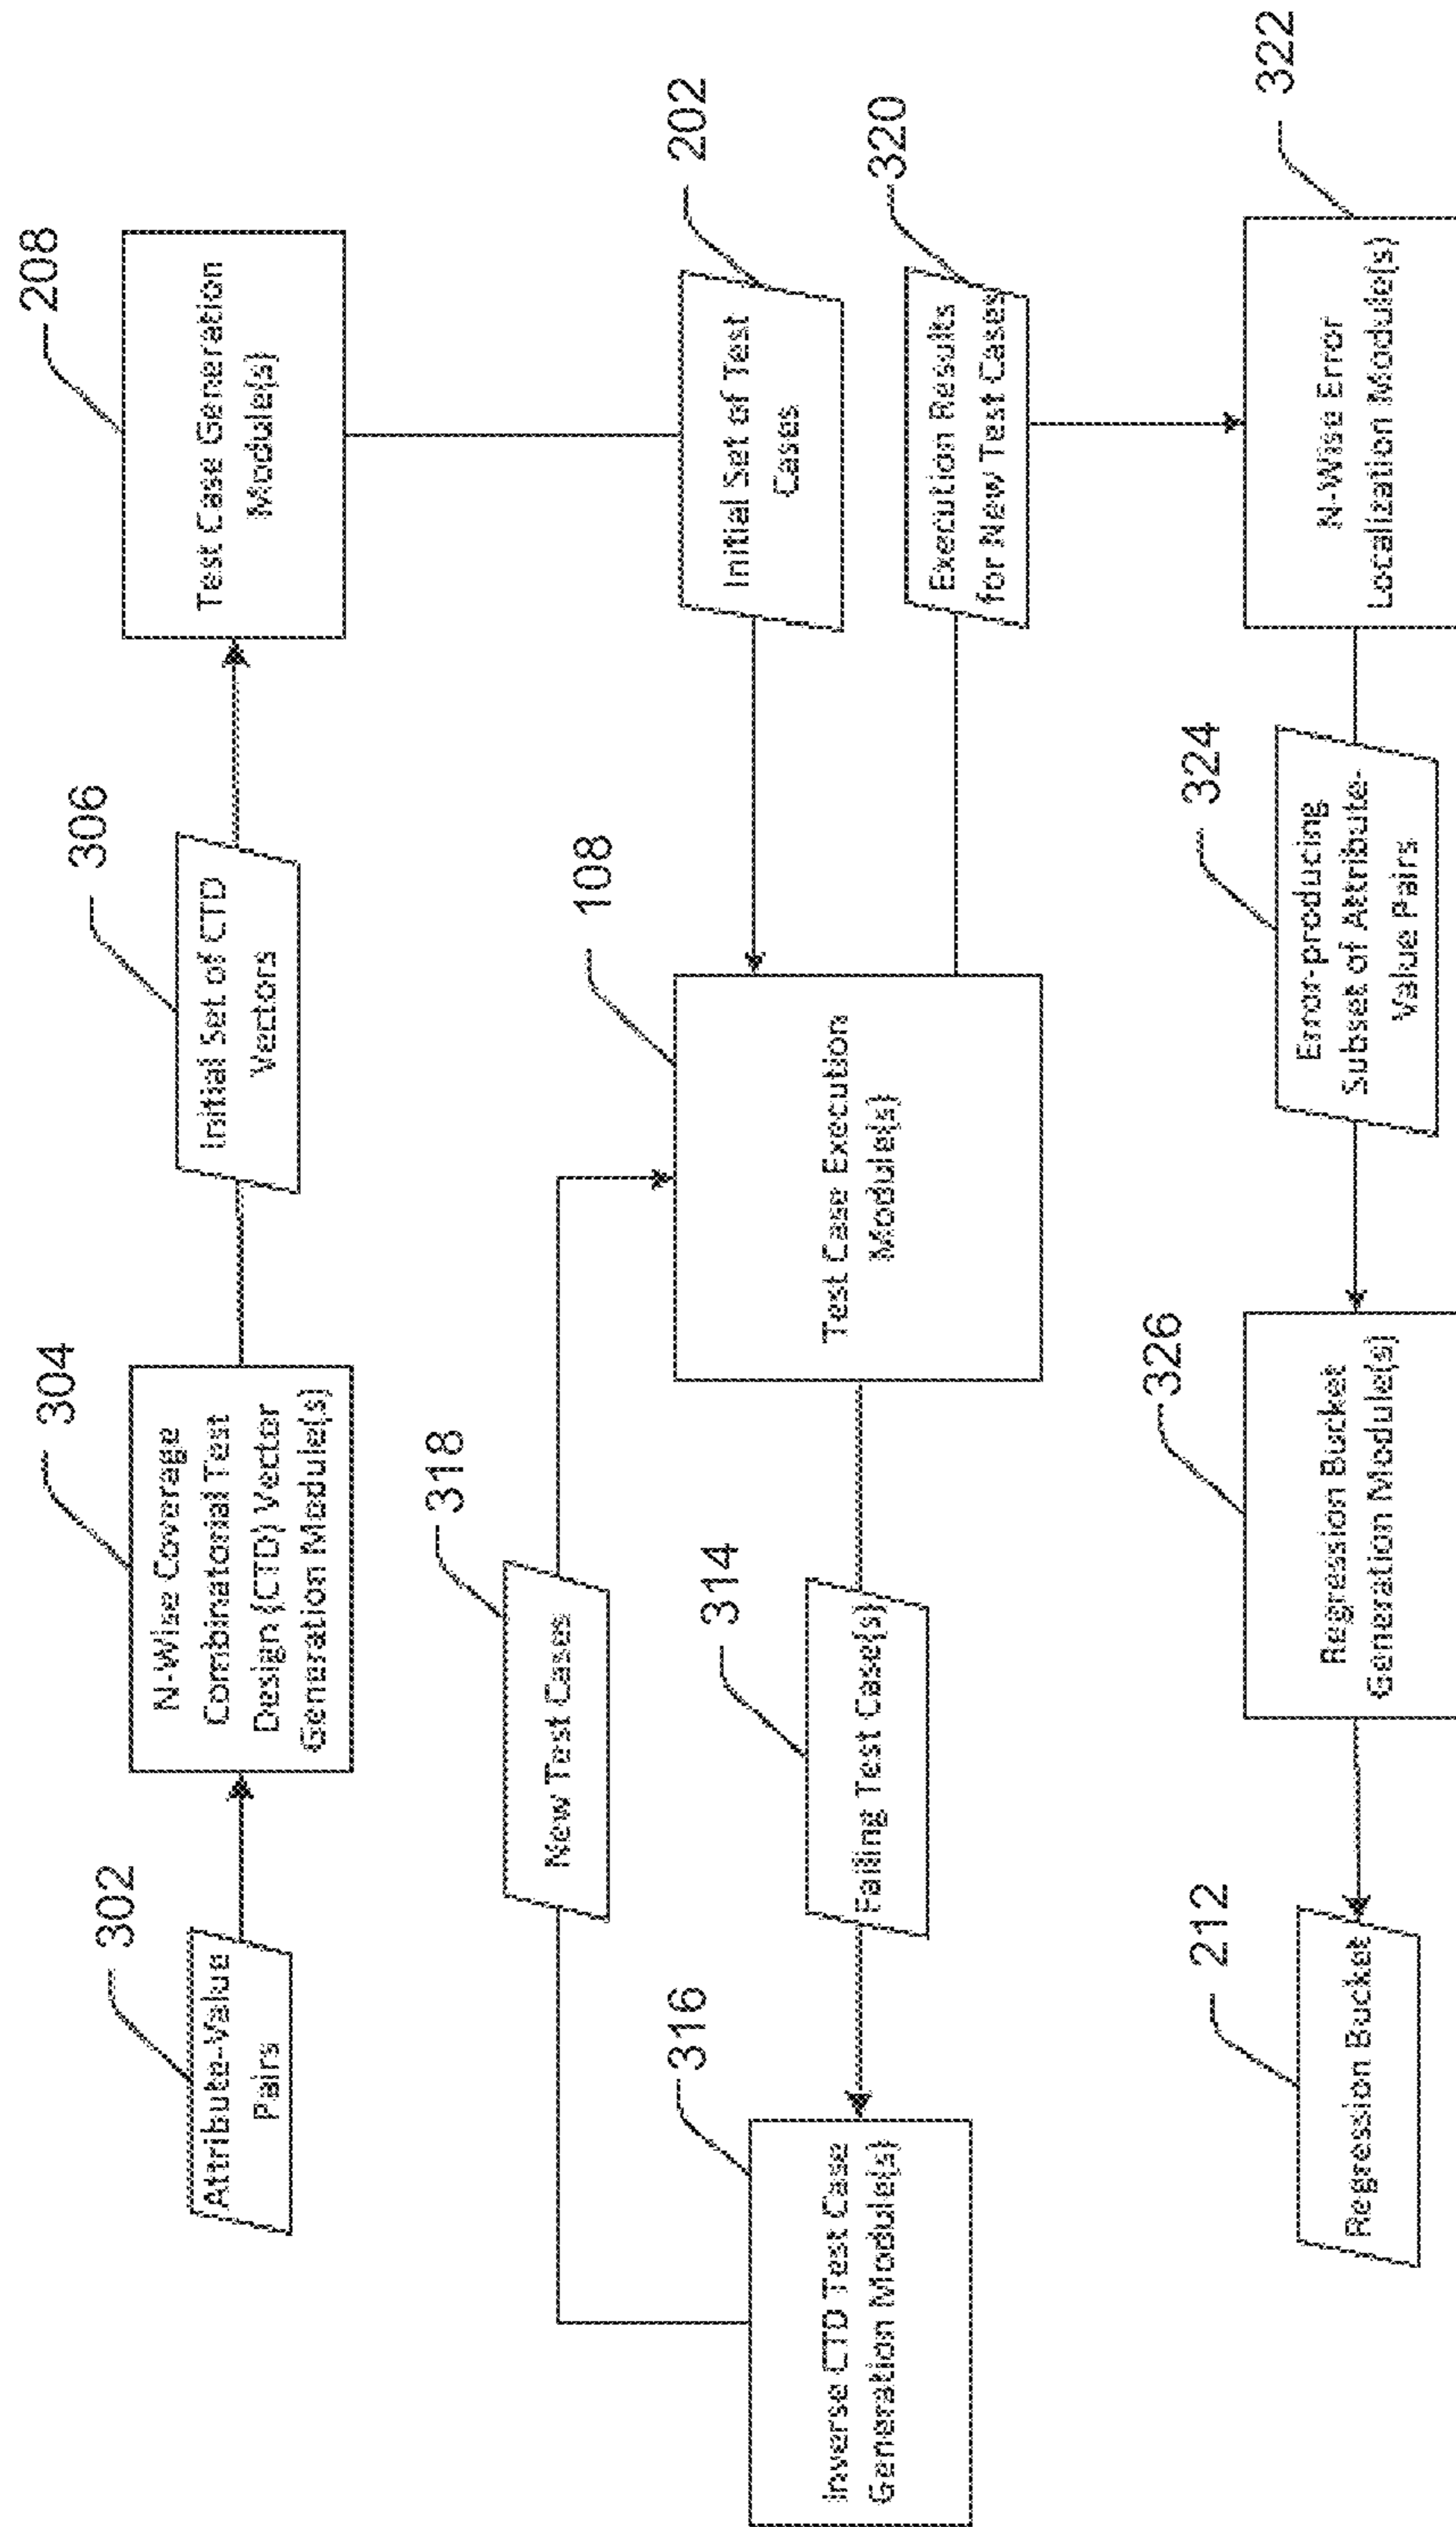 302
Attribute-Value
Pairs
304
N-Wise Coverage
Combinatorial Test
Design (CTD) Vector
Generation Module(s)
306
Initial Set of CTD
Vectors
208
Test Case Generation
Module(s)
318
New Test Cases
202
Initial Set of Test
Cases
316
Inverse CTD Test Case
Generation Module(s)
314
Failing Test Case(s)
108
Test Case Execution
Module(s)
320
Execution Results
for New Test Cases
212
Regression Bucket
326
Regression Bucket
Generation Module(s)
324
Error-producing
Subset of Attribute-
Value Pairs
322
N-Wise Error
Localization Module(s)